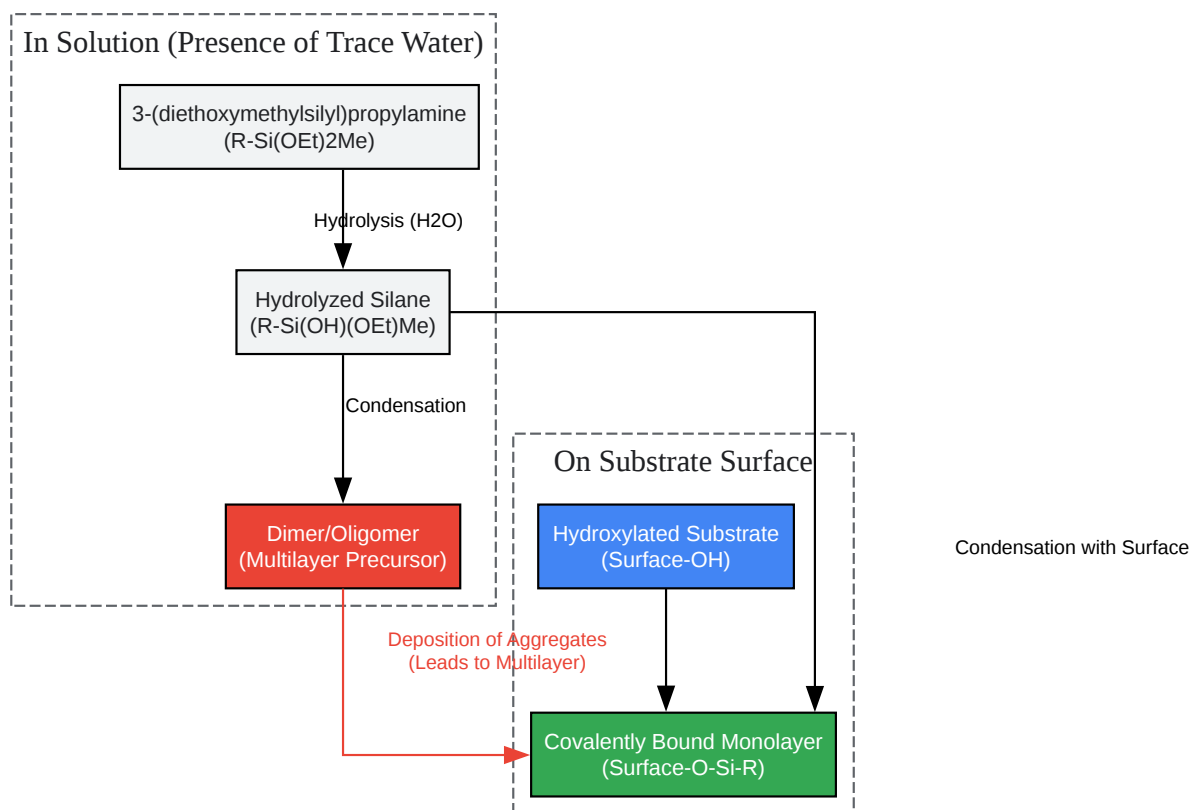 In Solution (Presence of Trace Water)
3-(diethoxymethylsilyl)propylamine
(R-Si(OEt)2Me)
Hydrolysis (H2O)
Hydrolyzed Silane
(R-Si(OH)(OEt)Me)
Condensation
On Substrate Surface
Dimer/Oligomer
(Multilayer Precursor)
Hydroxylated Substrate
(Surface-OH)
Condensation with Surface
Deposition of Aggregates
(Leads to Multilayer)
Covalently Bound Monolayer
(Surface-O-Si-R)